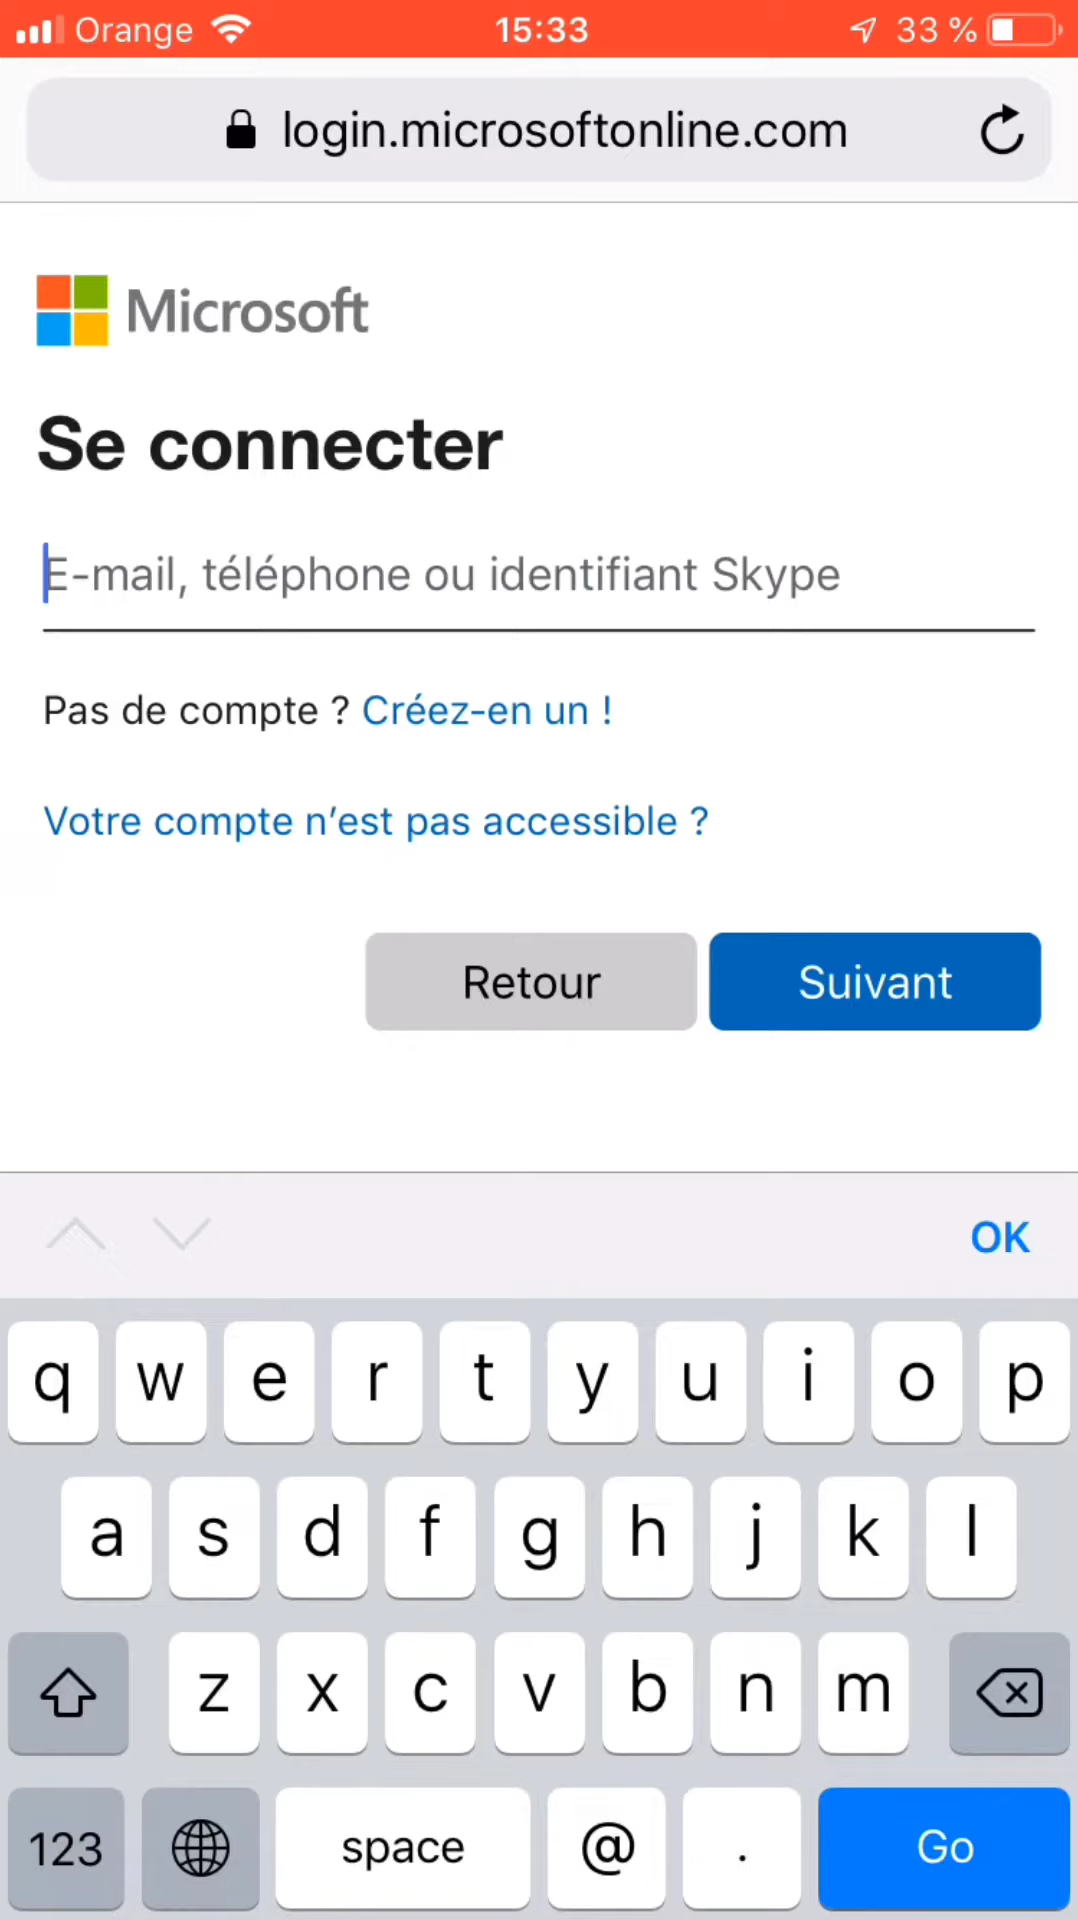 Orange 15:33 33 %
login.microsoftonline.com
Microsoft
Se connecter
E-mail, téléphone ou identifiant Skype
Pas de compte ? Créez-en un !
Votre compte n’est pas accessible ?
Retour Suivant
OK
q w e r t y u i o p
a s d f g h j k l
z x c v b n m
123 space @ . Go